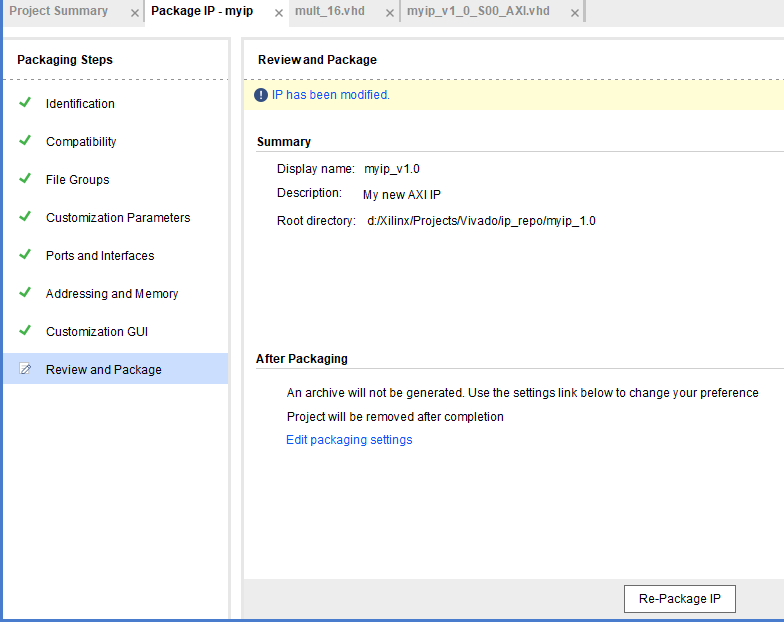 Project Summary
Package IP - myip
mult_16.vhd
myip_v1_0_S00_AXI.vhd
Packaging Steps
Identification
Compatibility
File Groups
Customization Parameters
Ports and Interfaces
Addressing and Memory
Customization GUI
Review and Package
Review and Package
IP has been modified.
Summary
Display name: myip_v1.0
Description: My new AXI IP
Root directory: d:/Xilinx/Projects/Vivado/ip_repo/myip_1.0
After Packaging
An archive will not be generated. Use the settings link below to change your preference
Project will be removed after completion
Edit packaging settings
Re-Package IP